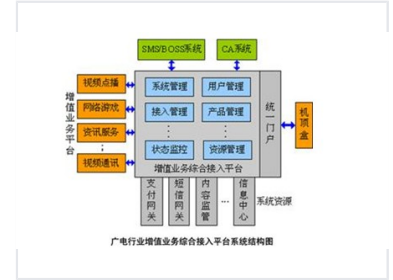 SMS/BOSS系统
CA系统
增值业务平台
视频点播
网络游戏
资讯服务
视频通讯
系统管理
用户管理
接入管理
产品管理
状态监控
资源管理
增值业务综合接入平台
统一门户
机顶盒
支付网关
短信网关
内容监管
...
信息中心
系统资源
广电行业增值业务综合接入平台系统结构图